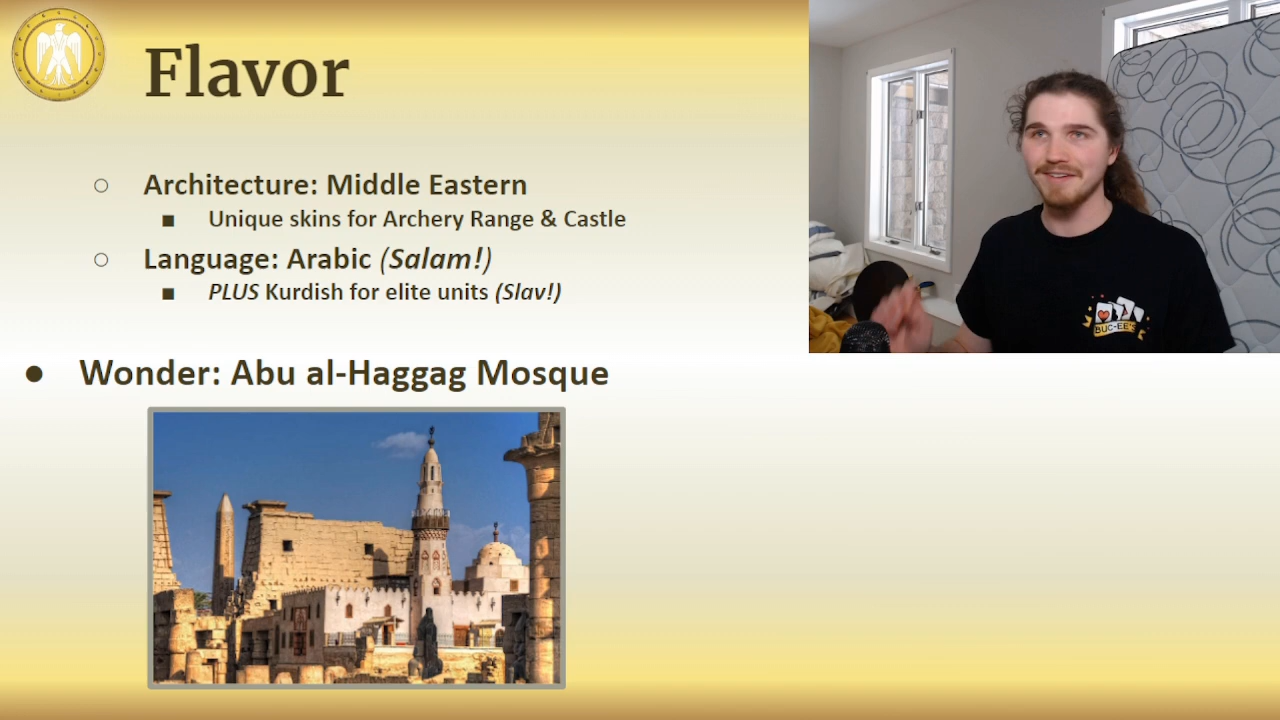 Flavor
○ Architecture: Middle Eastern
■ Unique skins for Archery Range & Castle
○ Language: Arabic (Salam!)
■ PLUS Kurdish for elite units (Slav!)
● Wonder: Abu al-Haggag Mosque
BUC-EE'S